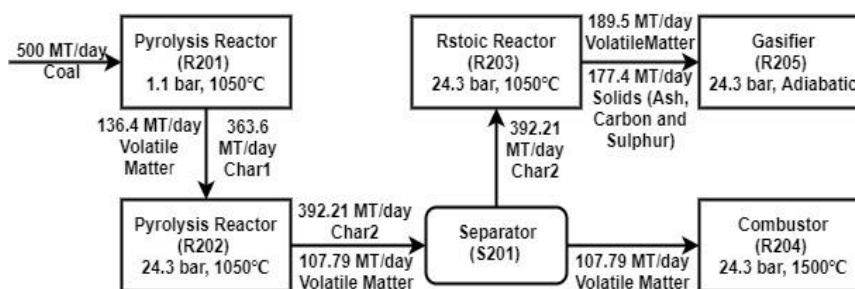 500 MT/day
Coal
Pyrolysis Reactor
(R201)
1.1 bar, 1050°C
136.4 MT/day
Volatile
Matter
363.6
MT/day
Char1
Pyrolysis Reactor
(R202)
24.3 bar, 1050°C
392.21 MT/day
Char2
107.79 MT/day
Volatile Matter
Separator
(S201)
392.21
MT/day
Char2
Rstoic Reactor
(R203)
24.3 bar, 1050°C
189.5 MT/day
VolatileMatter
177.4 MT/day
Solids (Ash,
Carbon and
Sulphur)
Gasifier
(R205)
24.3 bar, Adiabatic
107.79 MT/day
Volatile Matter
Combustor
(R204)
24.3 bar, 1500°C